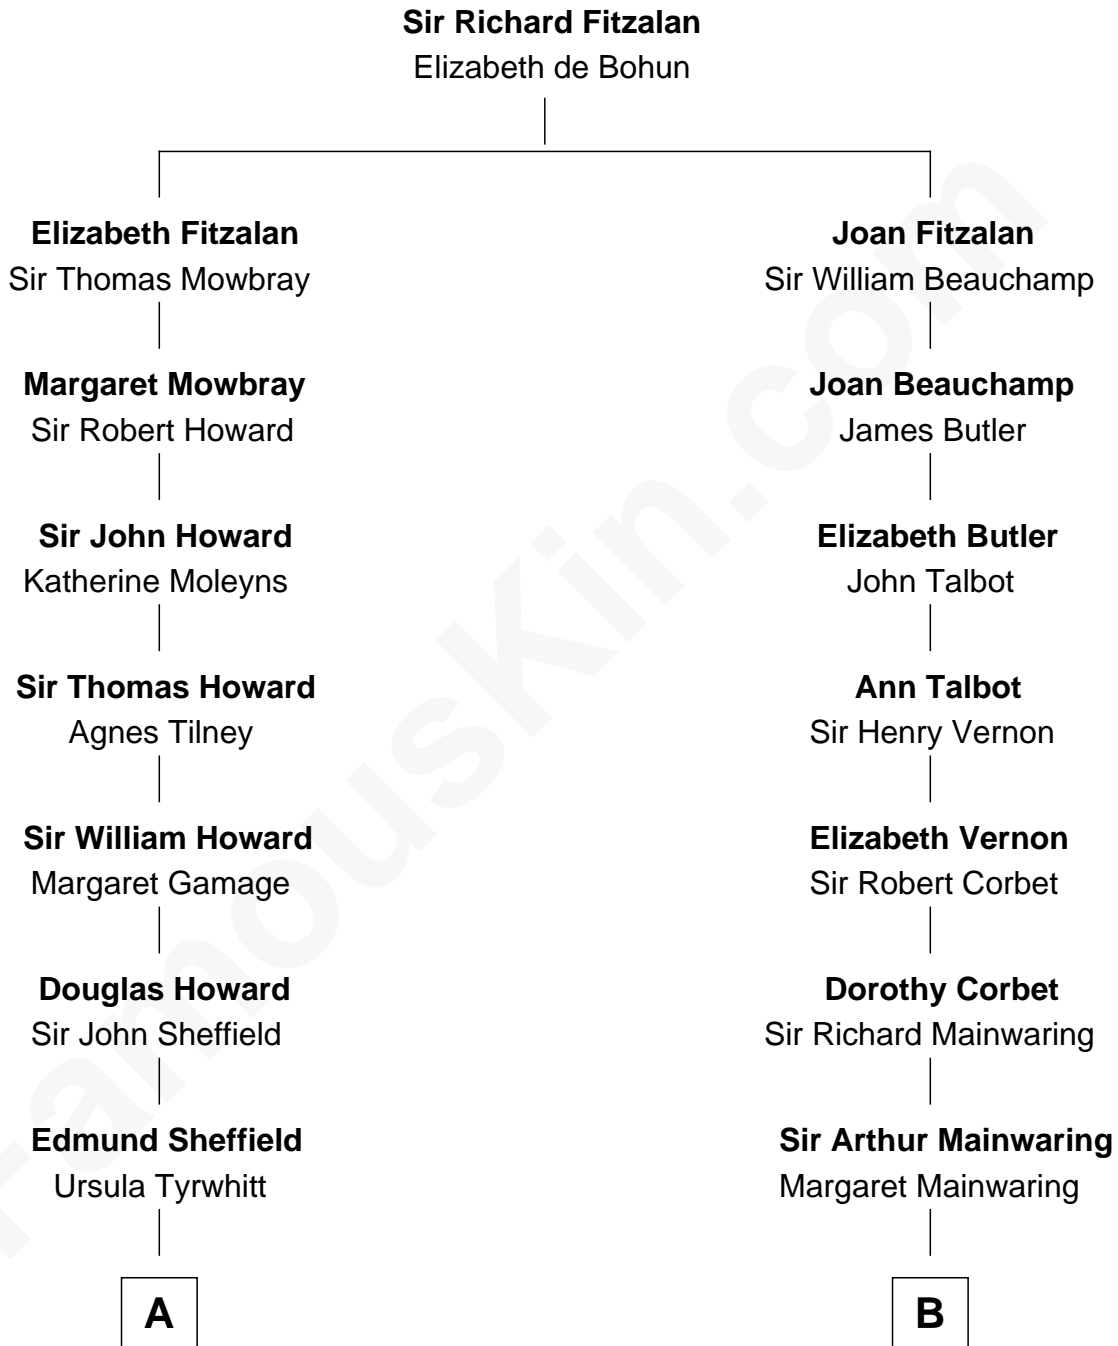 Sir Richard Fitzalan
Elizabeth de Bohun
Elizabeth Fitzalan
Sir Thomas Mowbray
Joan Fitzalan
Sir William Beauchamp
Margaret Mowbray
Sir Robert Howard
Joan Beauchamp
James Butler
Sir John Howard
Katherine Moleyns
Elizabeth Butler
John Talbot
Sir Thomas Howard
Agnes Tilney
Ann Talbot
Sir Henry Vernon
Sir William Howard
Margaret Gamage
Elizabeth Vernon
Sir Robert Corbet
Douglas Howard
Sir John Sheffield
Dorothy Corbet
Sir Richard Mainwaring
Edmund Sheffield
Ursula Tyrwhitt
Sir Arthur Mainwaring
Margaret Mainwaring
A
B
FamousKin.com